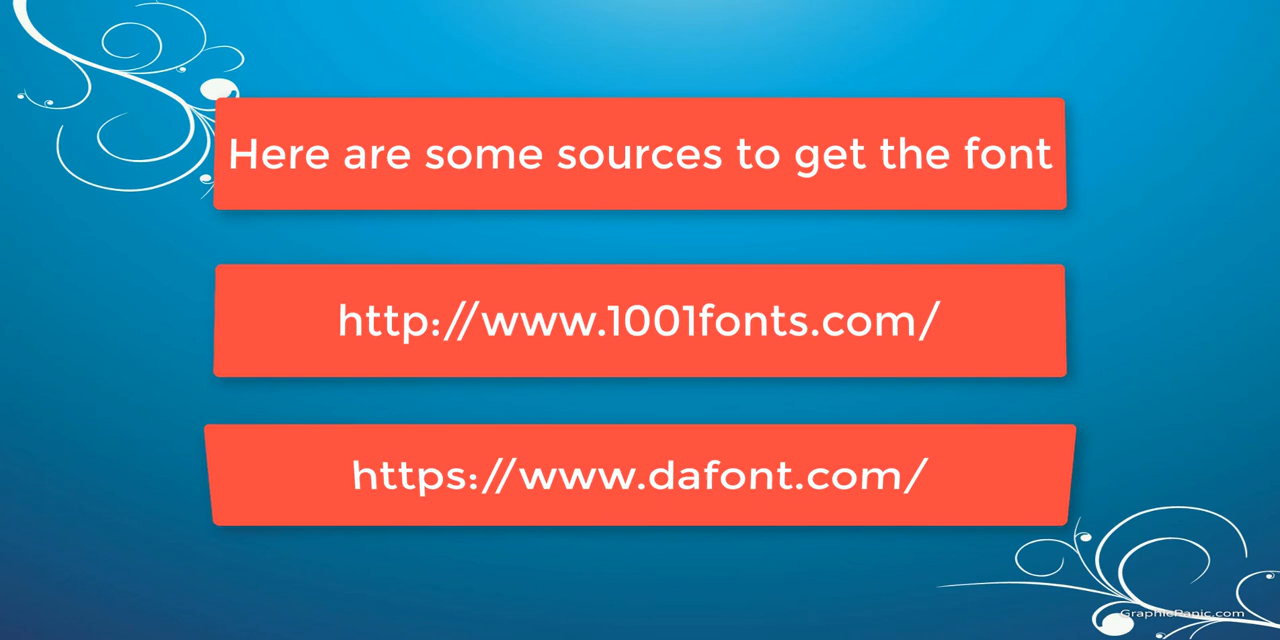 Here are some sources to get the font
http://www.1001fonts.com/
https://www.dafont.com/
GraphicPanic.com